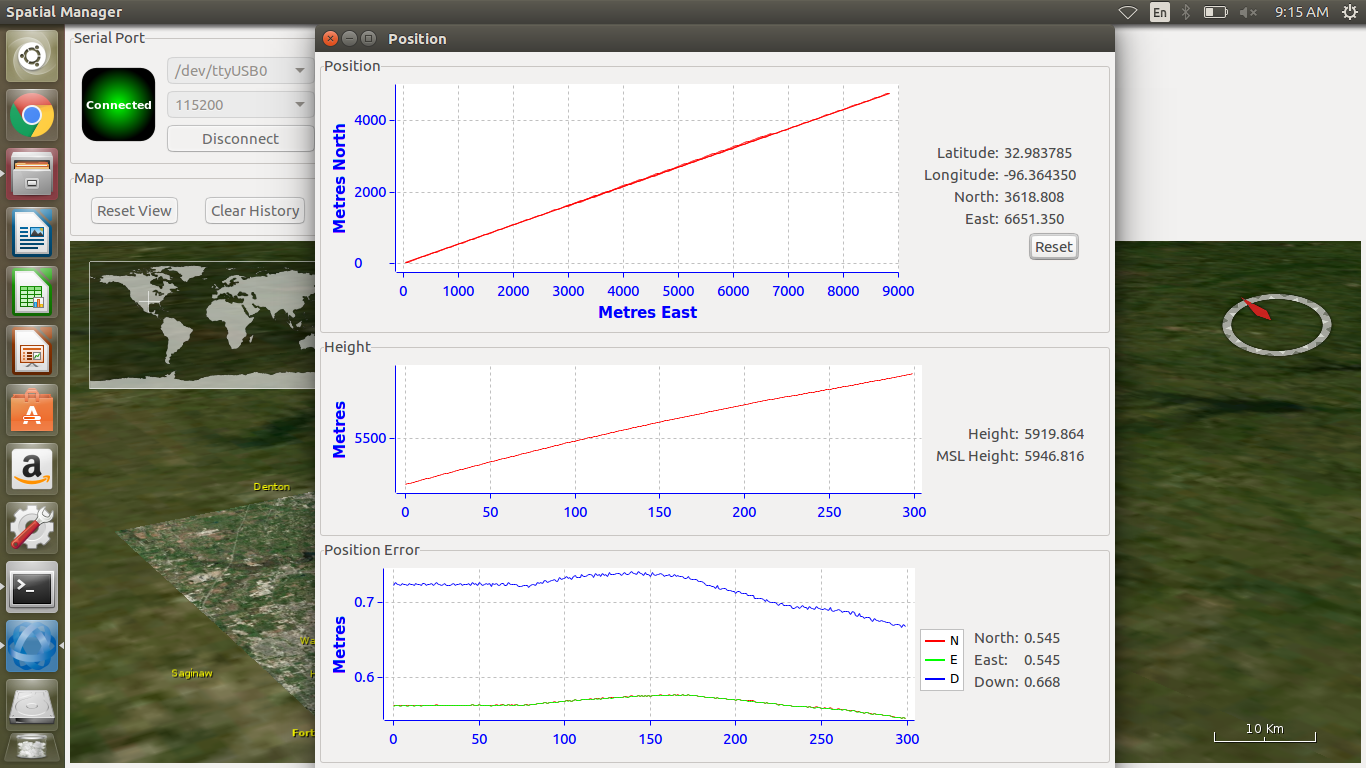 Spatial Manager
En
9:15 AM
Serial Port
Connected
/dev/ttyUSB0
115200
Disconnect
Map
Reset View
Clear History
Denton
Saginaw
Position
Position
Metres North
4000
2000
0
0 1000 2000 3000 4000 5000 6000 7000 8000 9000
Metres East
Latitude: 32.983785
Longitude: -96.364350
North: 3618.808
East: 6651.350
Reset
Height
Metres
5500
0 50 100 150 200 250 300
Height: 5919.864
MSL Height: 5946.816
Position Error
Metres
0.7
0.6
0 50 100 150 200 250 300
N
E
D
North: 0.545
East: 0.545
Down: 0.668
10 Km